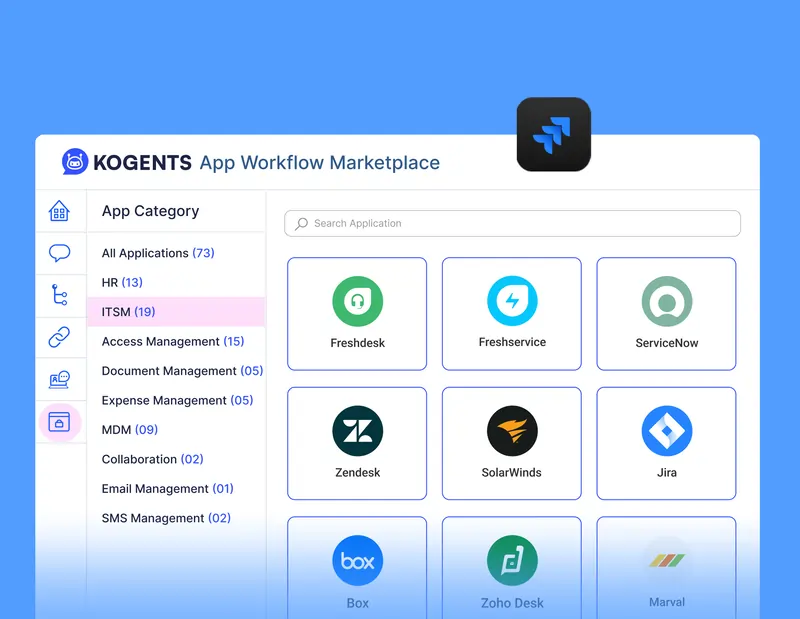 KOGENTS App Workflow Marketplace
App Category
Search Application
All Applications (73)
HR (13)
ITSM (19)
Access Management (15)
Document Management (05)
Expense Management (05)
MDM (09)
Collaboration (02)
Email Management (01)
SMS Management (02)
Freshdesk
Freshservice
ServiceNow
Zendesk
SolarWinds
Jira
box
Box
Zoho Desk
Marval